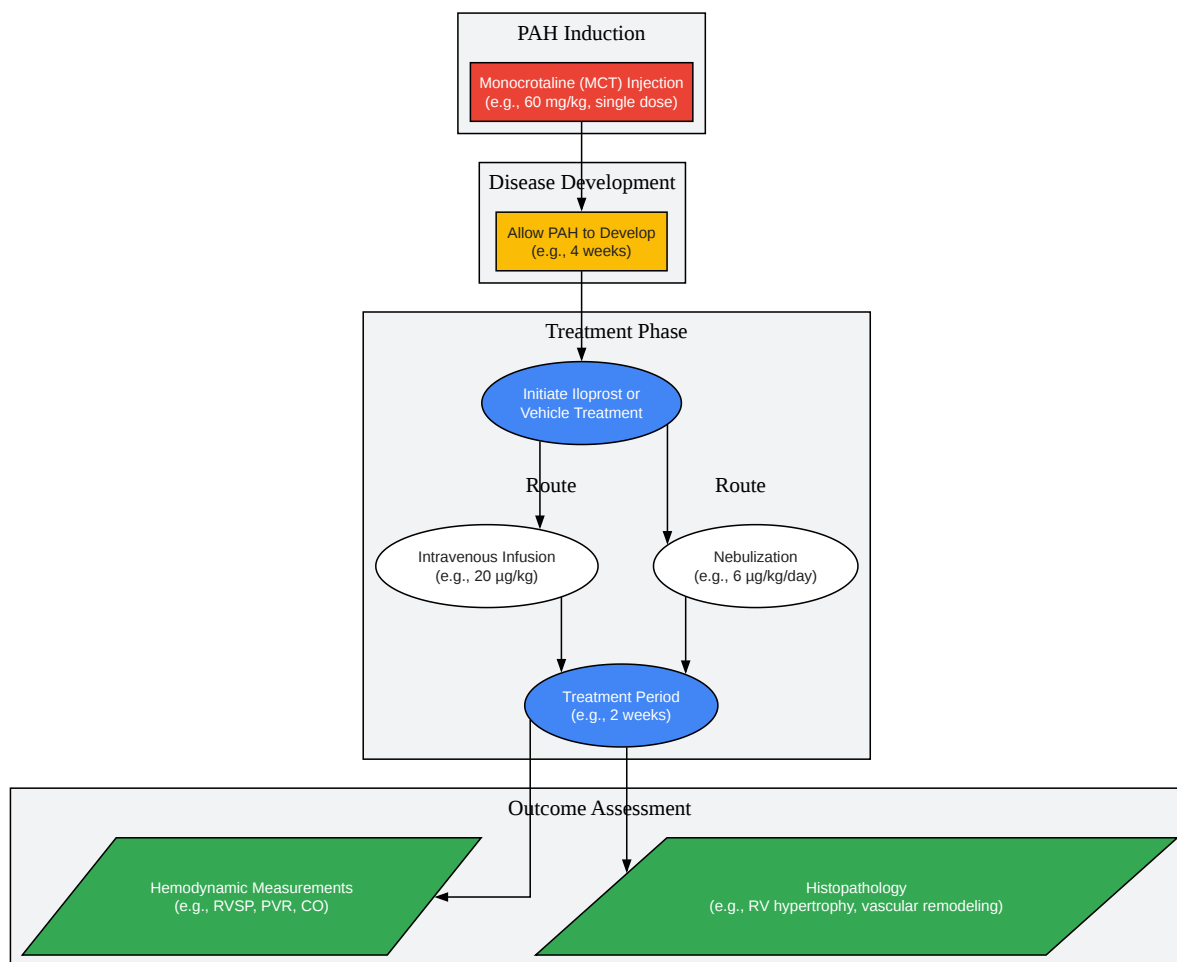 PAH Induction
Monocrotaline (MCT) Injection
(e.g., 60 mg/kg, single dose)
Disease Development
Allow PAH to Develop
(e.g., 4 weeks)
Treatment Phase
Initiate Iloprost or
Vehicle Treatment
Route
Route
Intravenous Infusion
(e.g., 20 µg/kg)
Nebulization
(e.g., 6 µg/kg/day)
Treatment Period
(e.g., 2 weeks)
Outcome Assessment
Hemodynamic Measurements
(e.g., RVSP, PVR, CO)
Histopathology
(e.g., RV hypertrophy, vascular remodeling)